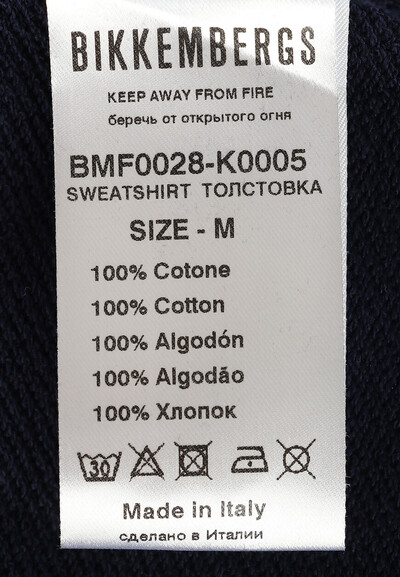 BIKKEMBERGS
KEEP AWAY FROM FIRE
беречь от открытого огня
BMF0028-K0005
SWEATSHIRT ТОЛСТОВКА
SIZE - M
100% Cotone
100% Cotton
100% Algodón
100% Algodão
100% Хлопок
30
Made in Italy
сделано в Италии